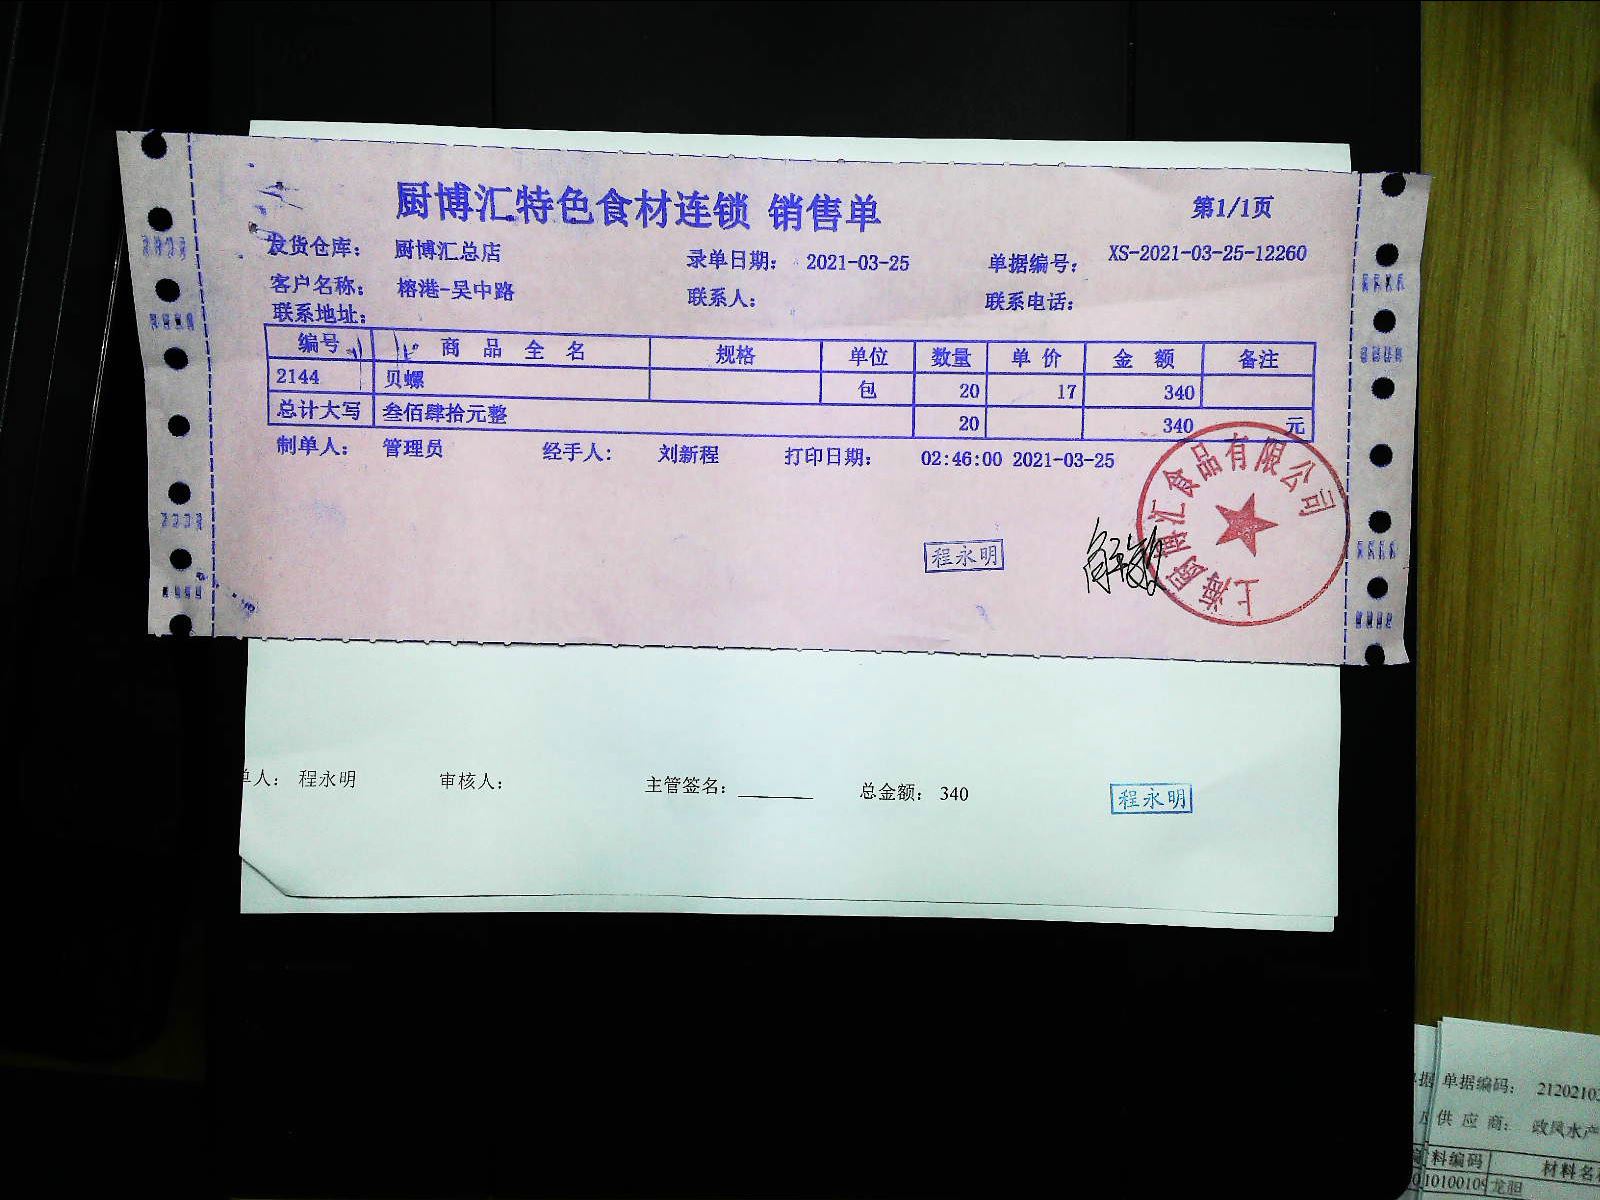 厨博汇特色食材连锁 销售单 第1/1页
发货仓库: 厨博汇总店 录单日期: 2021-03-25 单据编号: XS-2021-03-25-12260
客户名称: 榕港-吴中路 联系人: 联系电话:
联系地址:
编号 商品全名 规格 单位 数量 单价 金额 备注
2144 贝螺 包 20 17 340
总计大写 叁佰肆拾元整 20 340 元
制单人: 管理员 经手人: 刘新程 打印日期: 02:46:00 2021-03-25
上海厨博汇食品有限公司
程永明
单人: 程永明 审核人: 主管签名: 总金额: 340
程永明
单据编码:
供应商:
料编码
龙胆